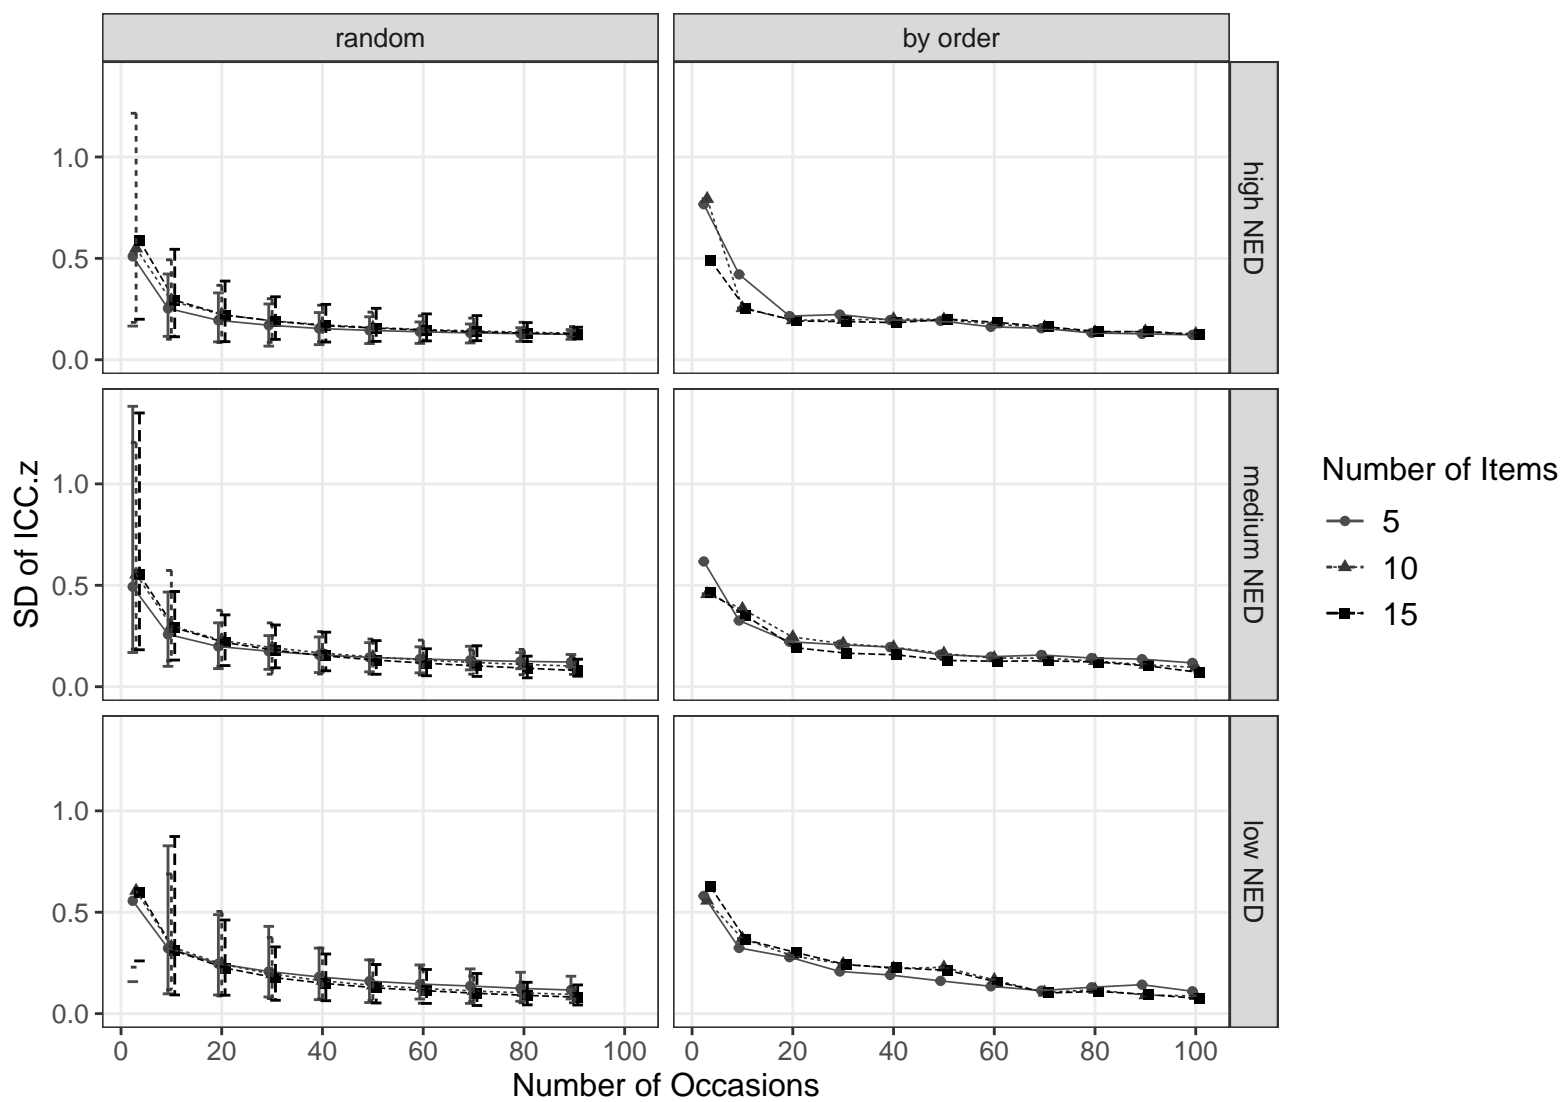 random
by order
1.0
0.5
0.0
high NED
1.0
0.5
0.0
medium NED
1.0
0.5
0.0
low NED
0 20 40 60 80 100
0 20 40 60 80 100
Number of Occasions
SD of ICC.z
Number of Items
5
10
15